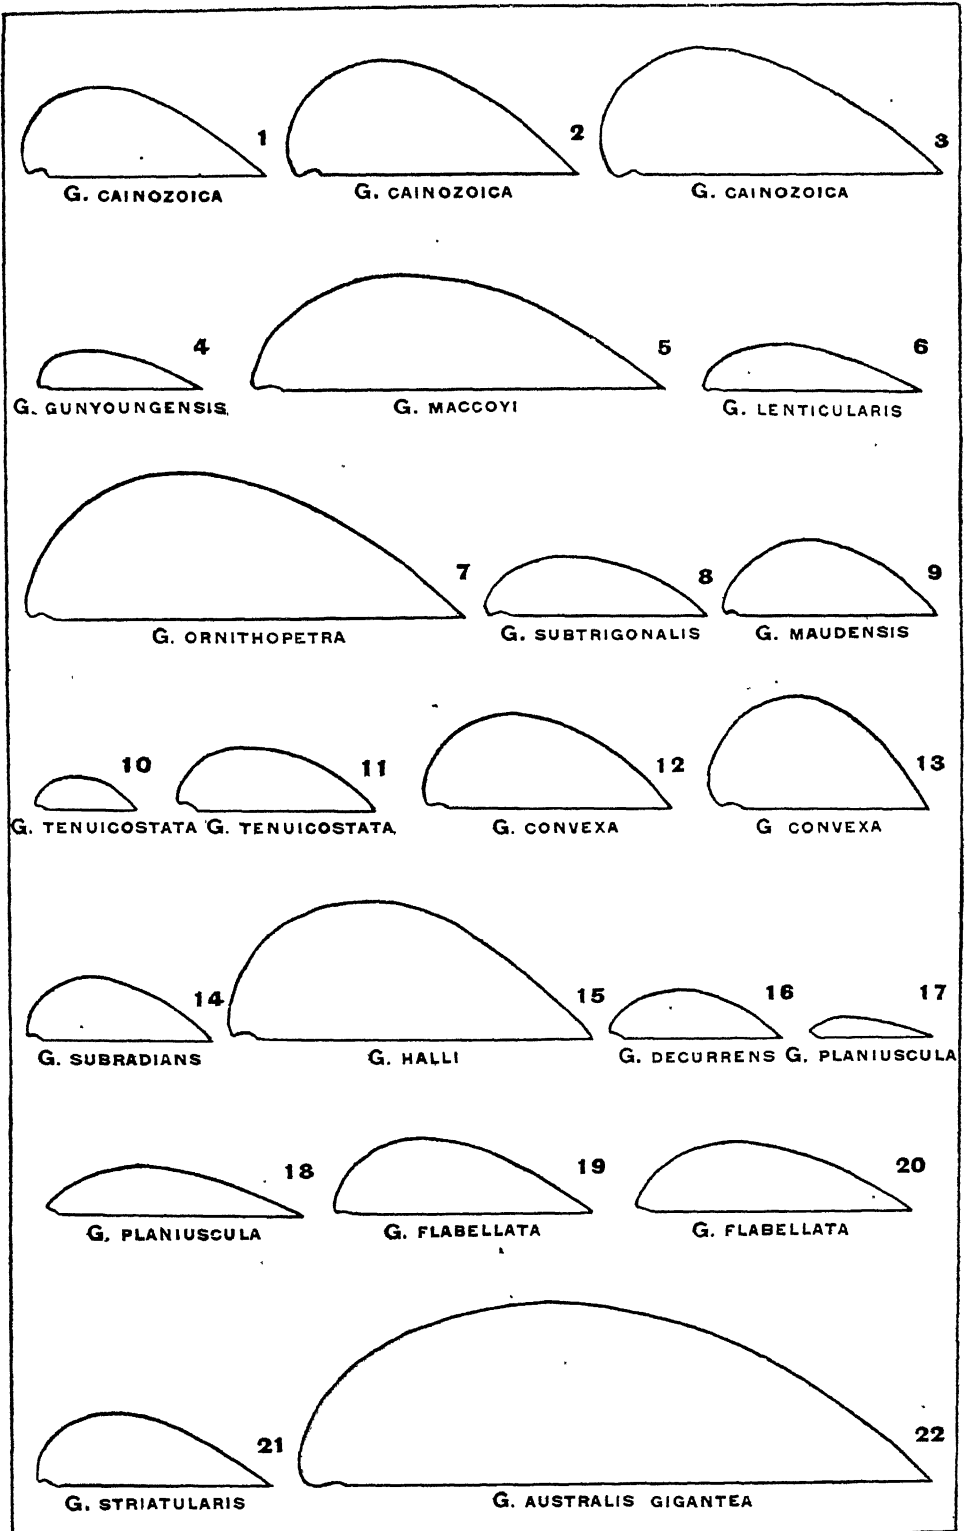 1
2
3
G. CAINOZOICA
G. CAINOZOICA
G. CAINOZOICA
4
5
6
G. GUNYOUNGENSIS.
G. MACCOYI
G. LENTICULARIS
7
8
9
G. ORNITHOPETRA
G. SUBTRIGONALIS
G. MAUDENSIS
10
11
12
13
G. TENUICOSTATA
G. TENUICOSTATA.
G. CONVEXA
G CONVEXA
14
15
16
17
G. SUBRADIANS
G. HALLI
G. DECURRENS
G. PLANIUSCULA
18
19
20
G. PLANIUSCULA
G. FLABELLATA
G. FLABELLATA
21
22
G. STRIATULARIS
G. AUSTRALIS GIGANTEA